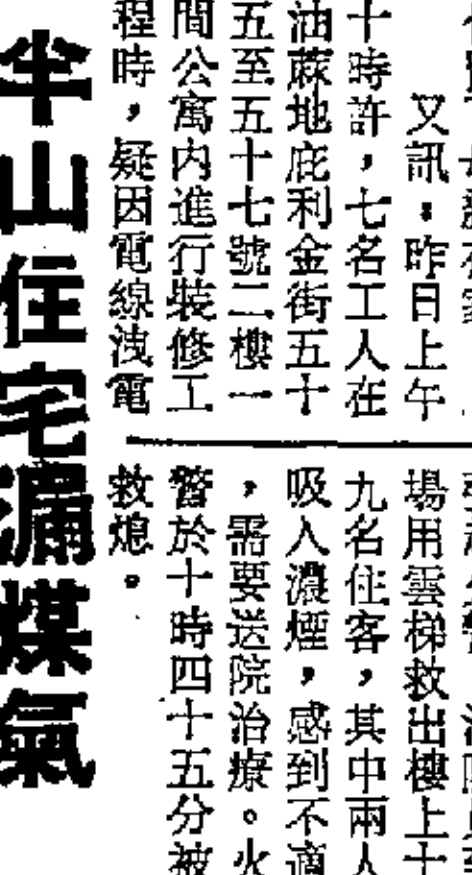 又訊：昨日上午
十時許，七名工人在
油蔴地庇利金街五十
五至五十七號二樓一
間公寓内進行裝修工
程時，疑因電線洩電
場用雲梯救出樓上十
九名住客，其中兩人
吸入濃煙，感到不適
，需要送院治療。火
警於十時四十五分被
救熄。
半山住宅漏煤氣